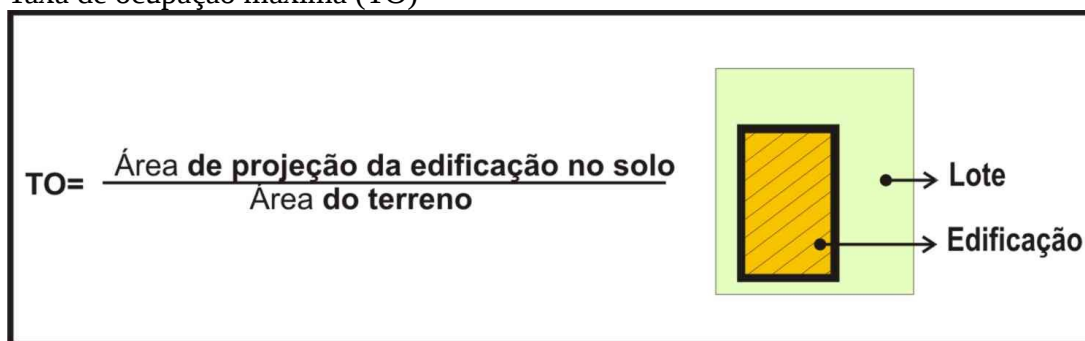 Taxa de ocupação máxima (TO)
TO= Área de projeção da edificação no solo
Área do terreno
Lote
Edificação